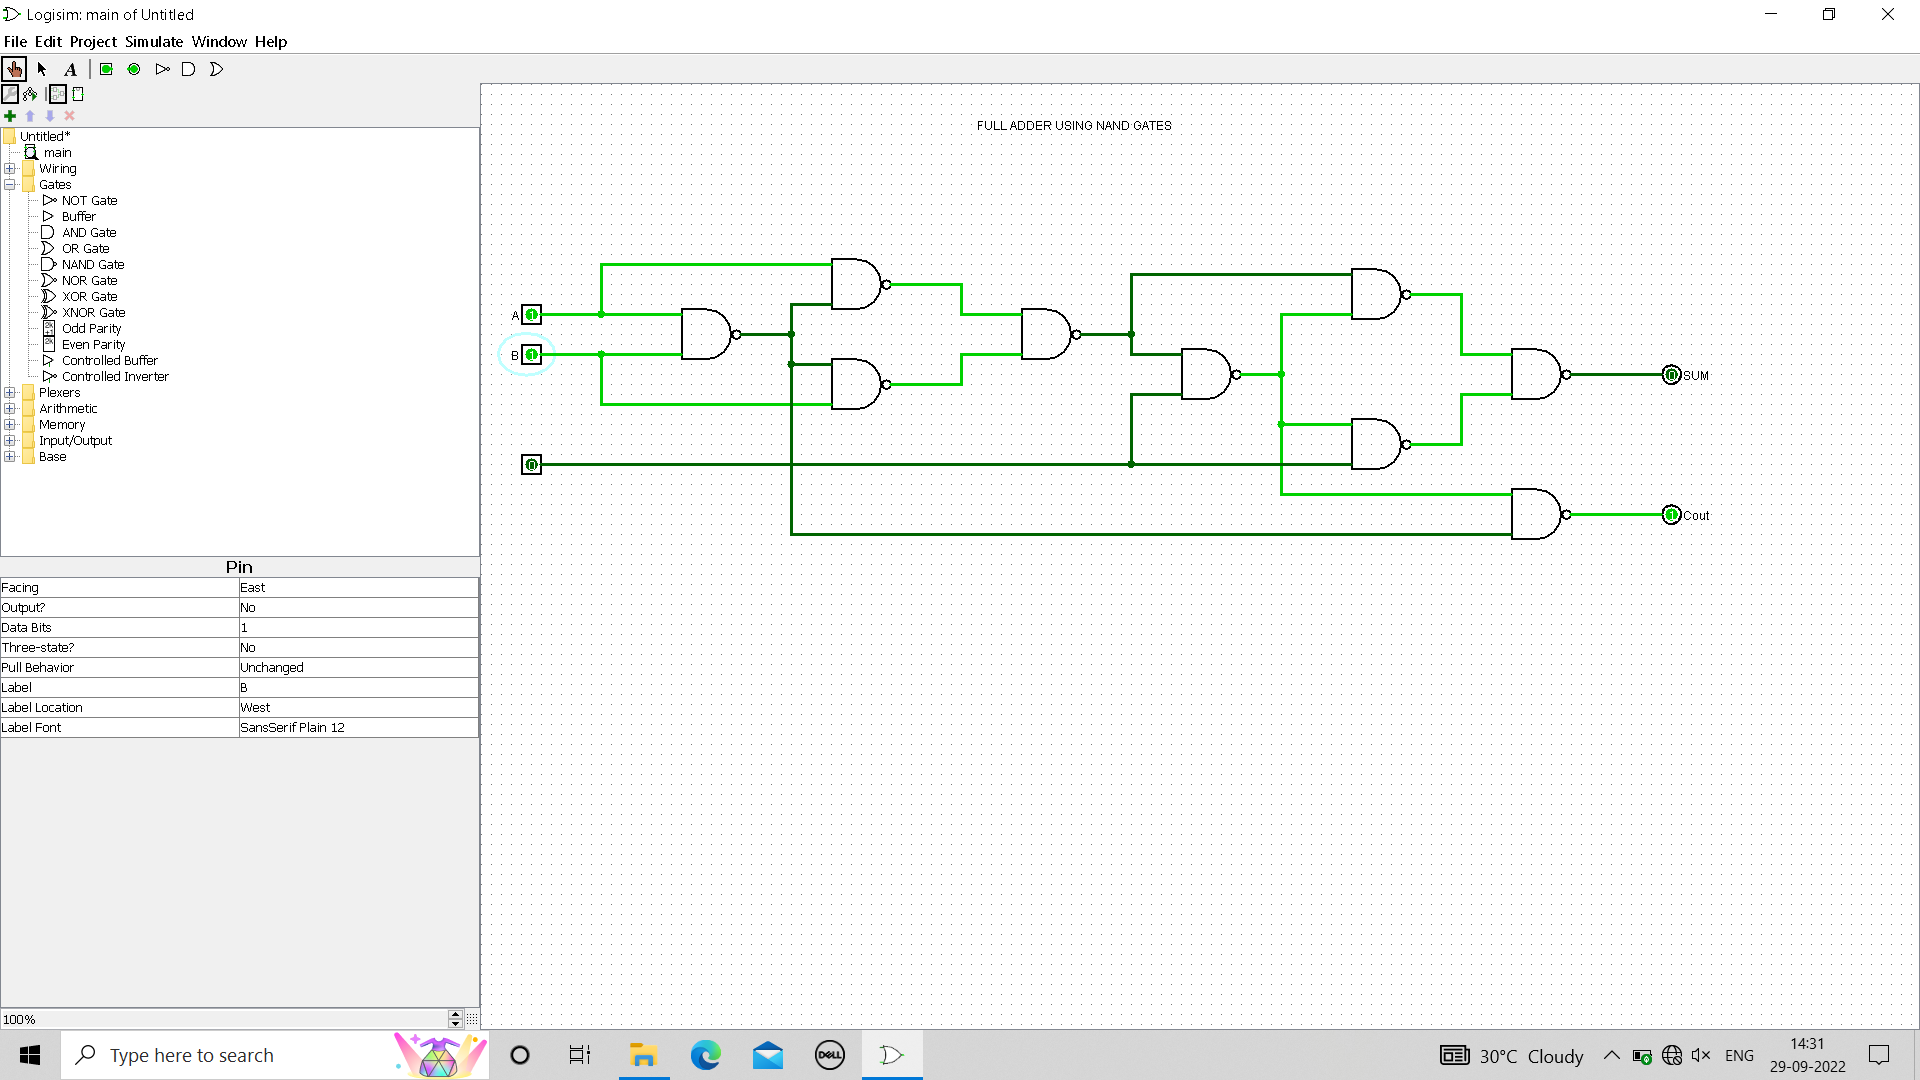 Logisim: main of Untitled
File Edit Project Simulate Window Help
A
Untitled*
main
Wiring
Gates
NOT Gate
Buffer
AND Gate
OR Gate
NAND Gate
NOR Gate
XOR Gate
XNOR Gate
Odd Parity
Even Parity
Controlled Buffer
Controlled Inverter
Plexers
Arithmetic
Memory
Input/Output
Base
Pin
Facing East
Output? No
Data Bits 1
Three-state? No
Pull Behavior Unchanged
Label B
Label Location West
Label Font SansSerif Plain 12
100%
FULL ADDER USING NAND GATES
A 1
B 1
0
0 SUM
1 Cout
Type here to search
DELL
30°C Cloudy
ENG
14:31
29-09-2022